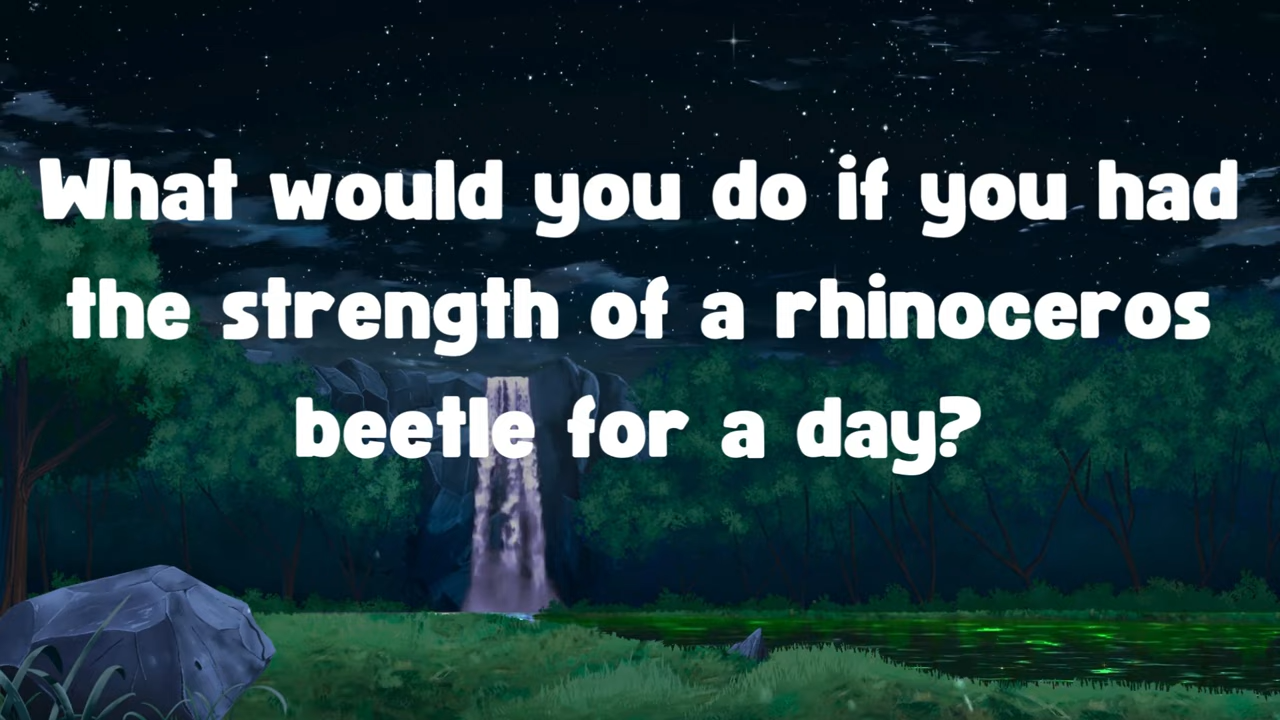 What would you do if you had
the strength of a rhinoceros
beetle for a day?